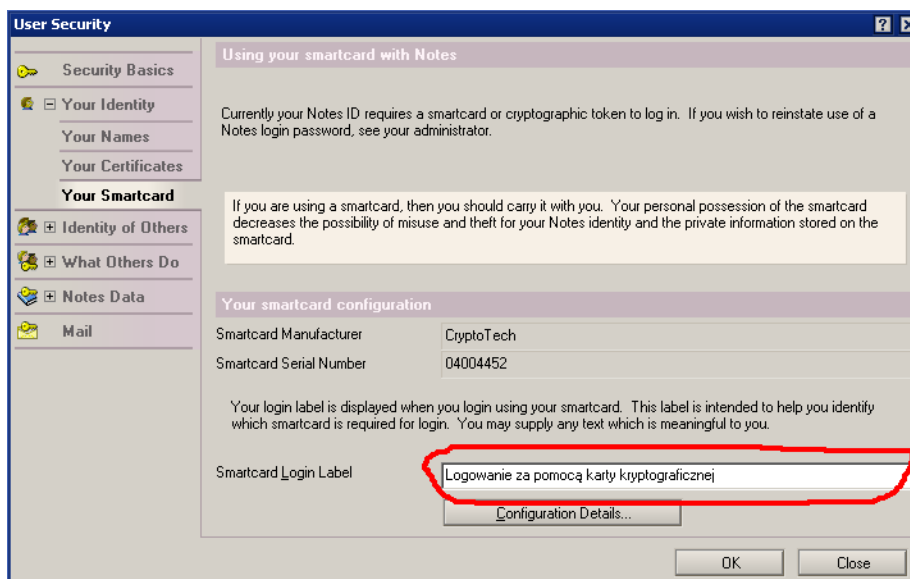 User Security
Security Basics
Your Identity
Your Names
Your Certificates
Your Smartcard
Identity of Others
What Others Do
Notes Data
Mail
Using your smartcard with Notes
Currently your Notes ID requires a smartcard or cryptographic token to log in. If you wish to reinstate use of a
Notes login password, see your administrator.
If you are using a smartcard, then you should carry it with you. Your personal possession of the smartcard
decreases the possibility of misuse and theft for your Notes identity and the private information stored on the
smartcard.
Your smartcard configuration
Smartcard Manufacturer CryptoTech
Smartcard Serial Number 04004452
Your login label is displayed when you login using your smartcard. This label is intended to help you identify
which smartcard is required for login. You may supply any text which is meaningful to you.
Smartcard Login Label Logowanie za pomocą karty kryptograficznej
Configuration Details...
OK Close